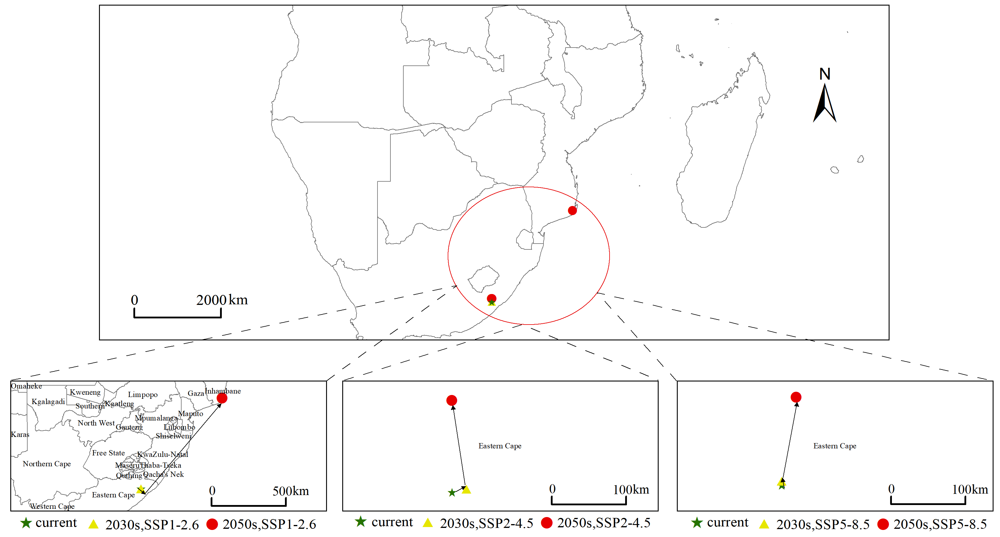 N
0 2000 km
Omaheke
Kweneng
Limpopo
Gaza
Inhambane
Kgalagadi
Southern
Kgatleng
Maputo
North West
Mpumalanga
Gauteng
Lubombo
Karas
Shiselweni
Free State
KwaZulu-Natal
Northern Cape
Maseru
Thaba-Tseka
Quthing
Qacha's Nek
Eastern Cape
Western Cape
0 500km
Eastern Cape
0 100km
Eastern Cape
0 100km
current 2030s,SSP1-2.6 2050s,SSP1-2.6
current 2030s,SSP2-4.5 2050s,SSP2-4.5
current 2030s,SSP5-8.5 2050s,SSP5-8.5